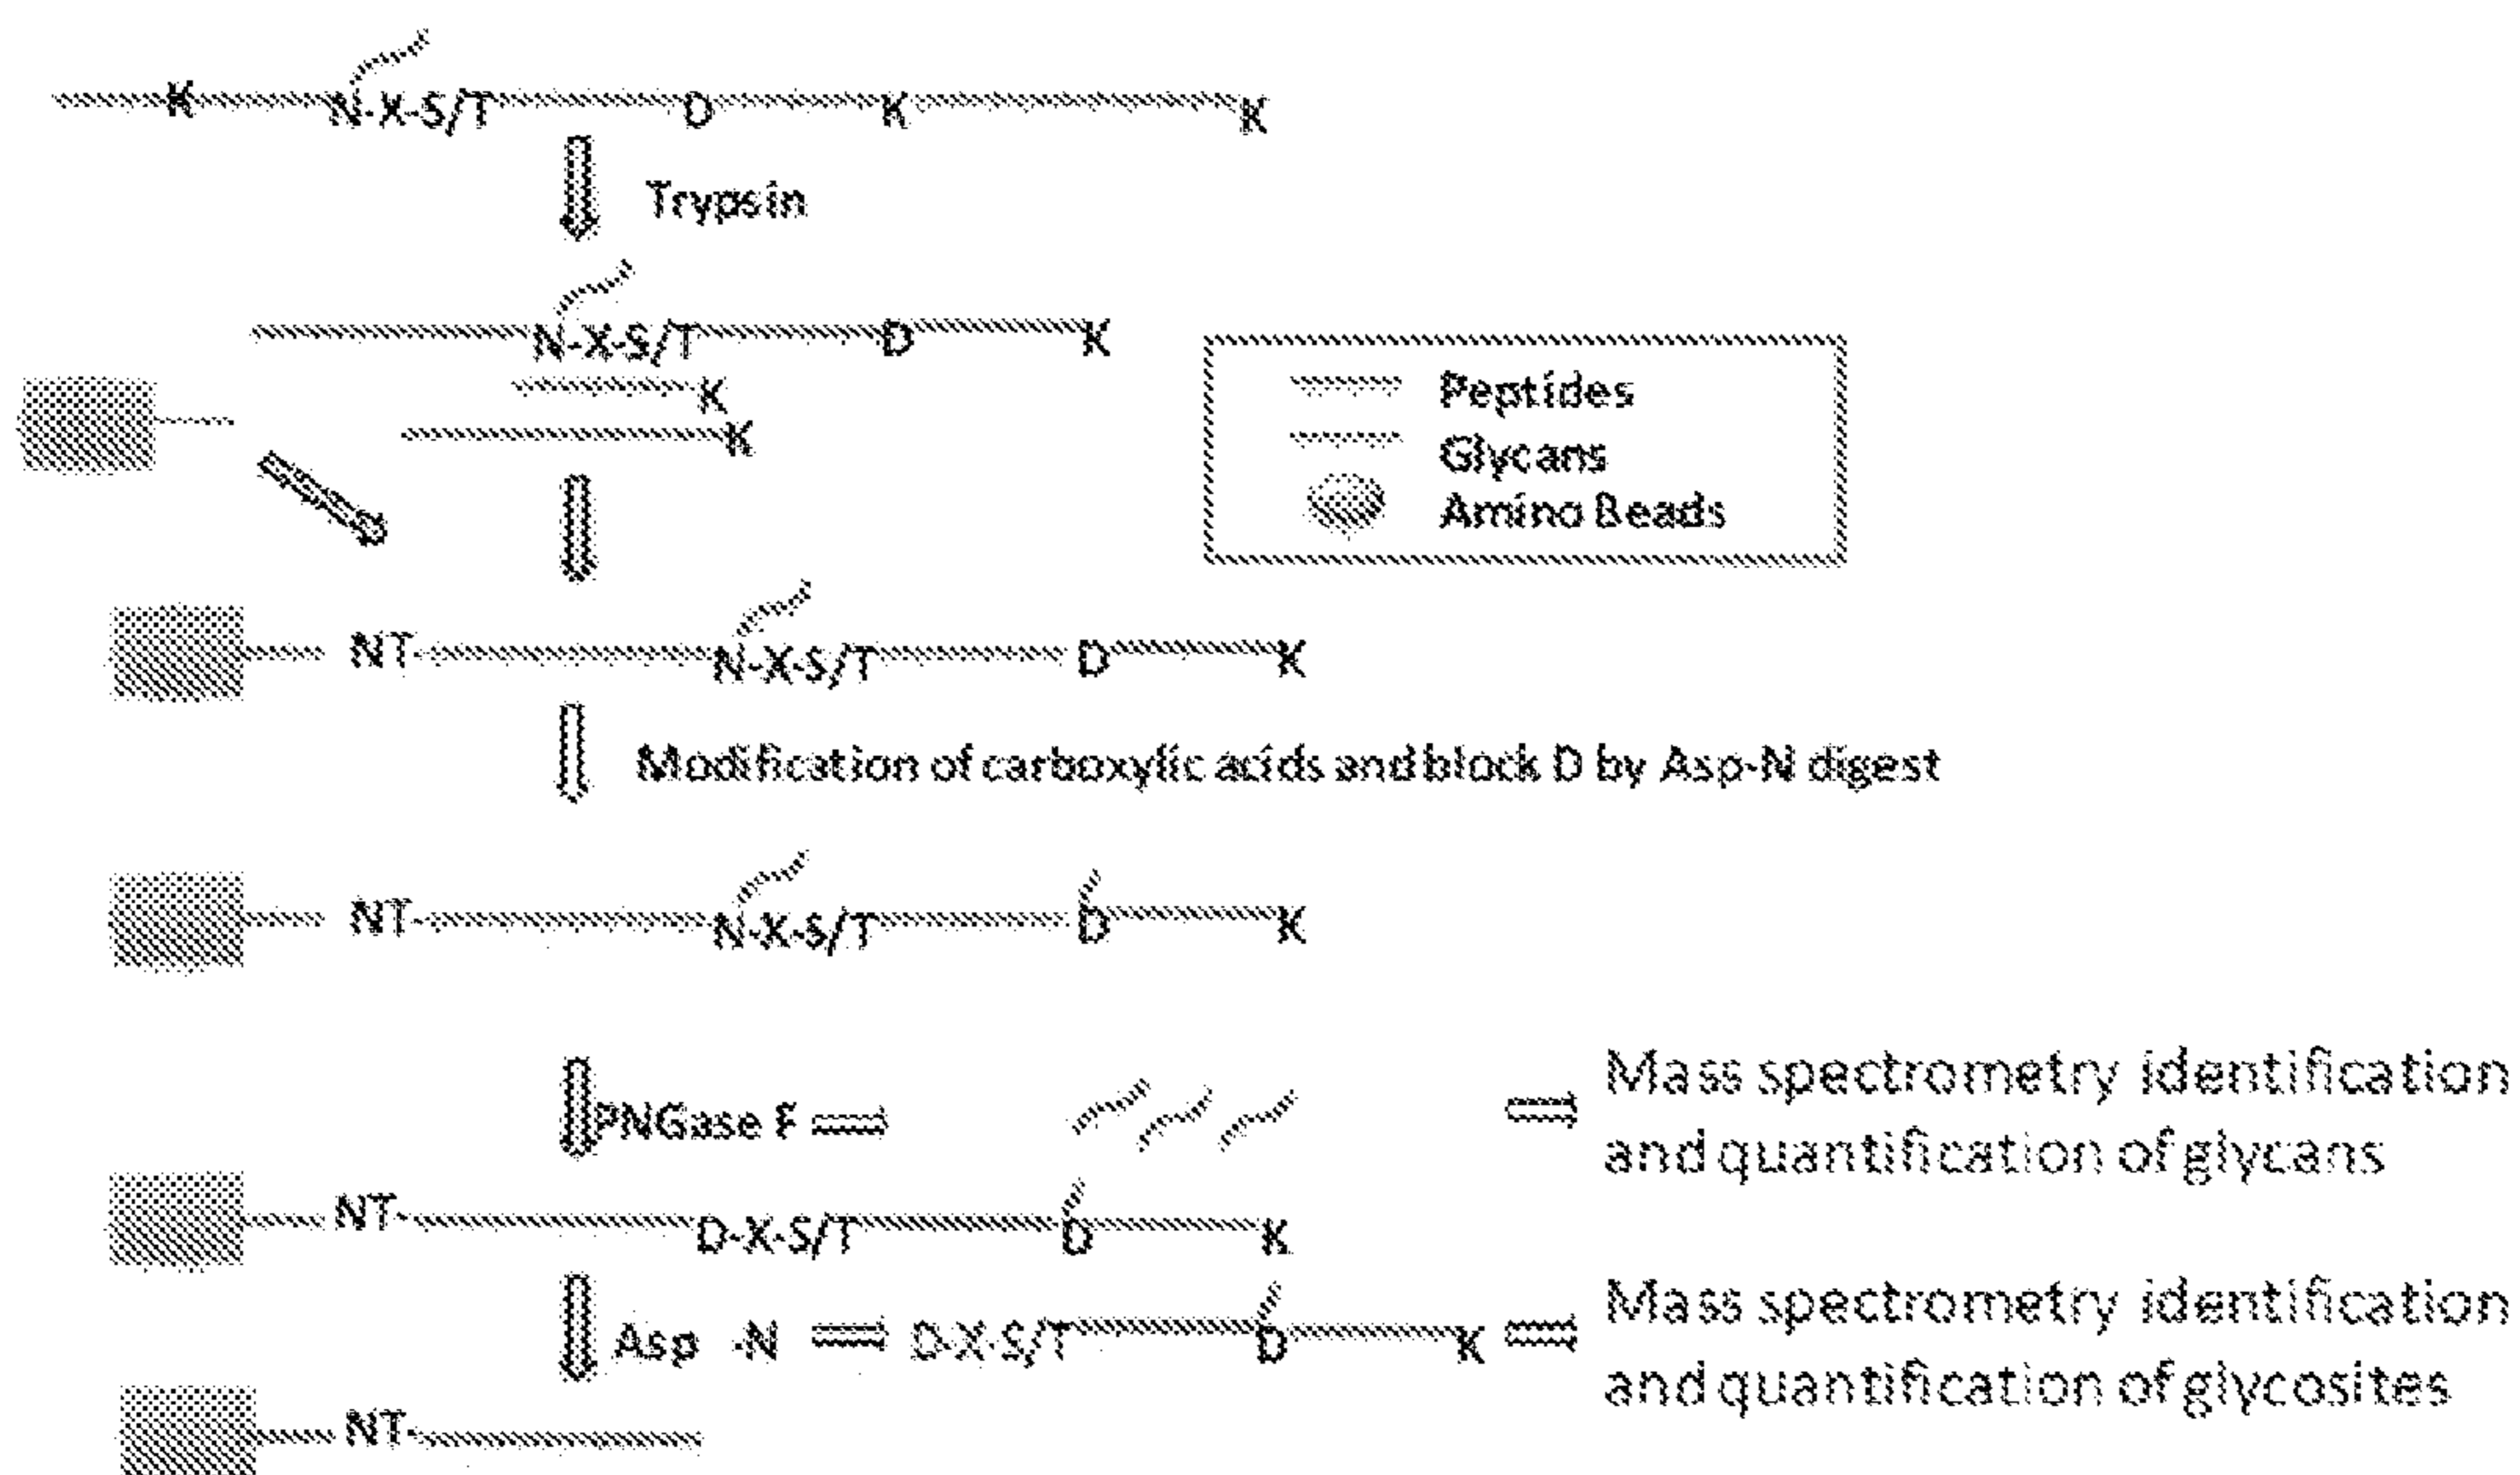 K N-X-S/T D K K
Trypsin
N-X-S/T D K
K
K
Peptides
Glycans
Amino Beads
NT- N-X-S/T D K
Modification of carboxylic acids and block D by Asp-N digest
NT- N-X-S/T D K
PNGase F
Mass spectrometry identification
and quantification of glycans
NT- D-X-S/T D K
Asp -N D-X-S/T D K
Mass spectrometry identification
and quantification of glycosites
NT-